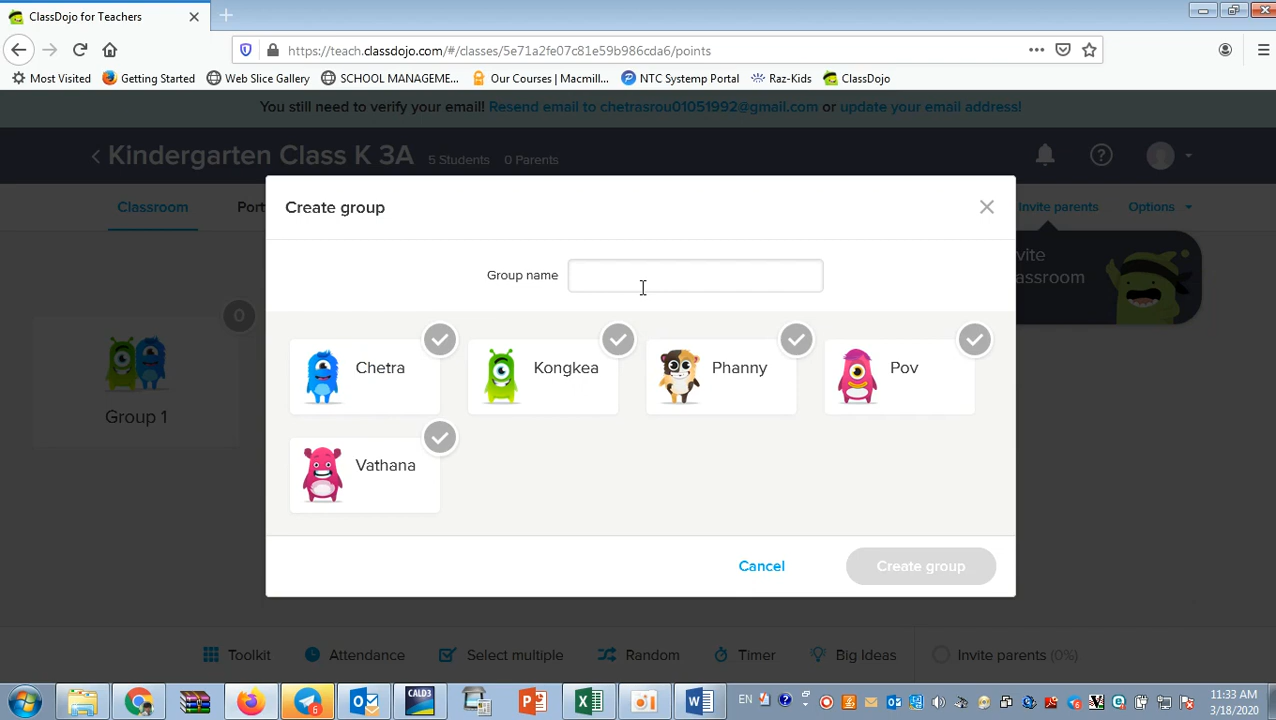 ClassDojo for Teachers
https://teach.classdojo.com/#/classes/5e71a2fe07c81e59b986cda6/points
Most Visited Getting Started Web Slice Gallery SCHOOL MANAGEME... Our Courses | Macmill... NTC Systemp Portal Raz-Kids ClassDojo
You still need to verify your email! Resend email to chetrasrou01051992@gmail.com or update your email address!
Kindergarten Class K 3A 5 Students 0 Parents
Classroom Port Invite parents Options
Create group
Group name
vite
assroom
0
Group 1
Chetra Kongkea Phanny Pov
Vathana
Cancel Create group
Toolkit Attendance Select multiple Random Timer Big Ideas Invite parents (0%)
CALD3 EN 11:33 AM
3/18/2020